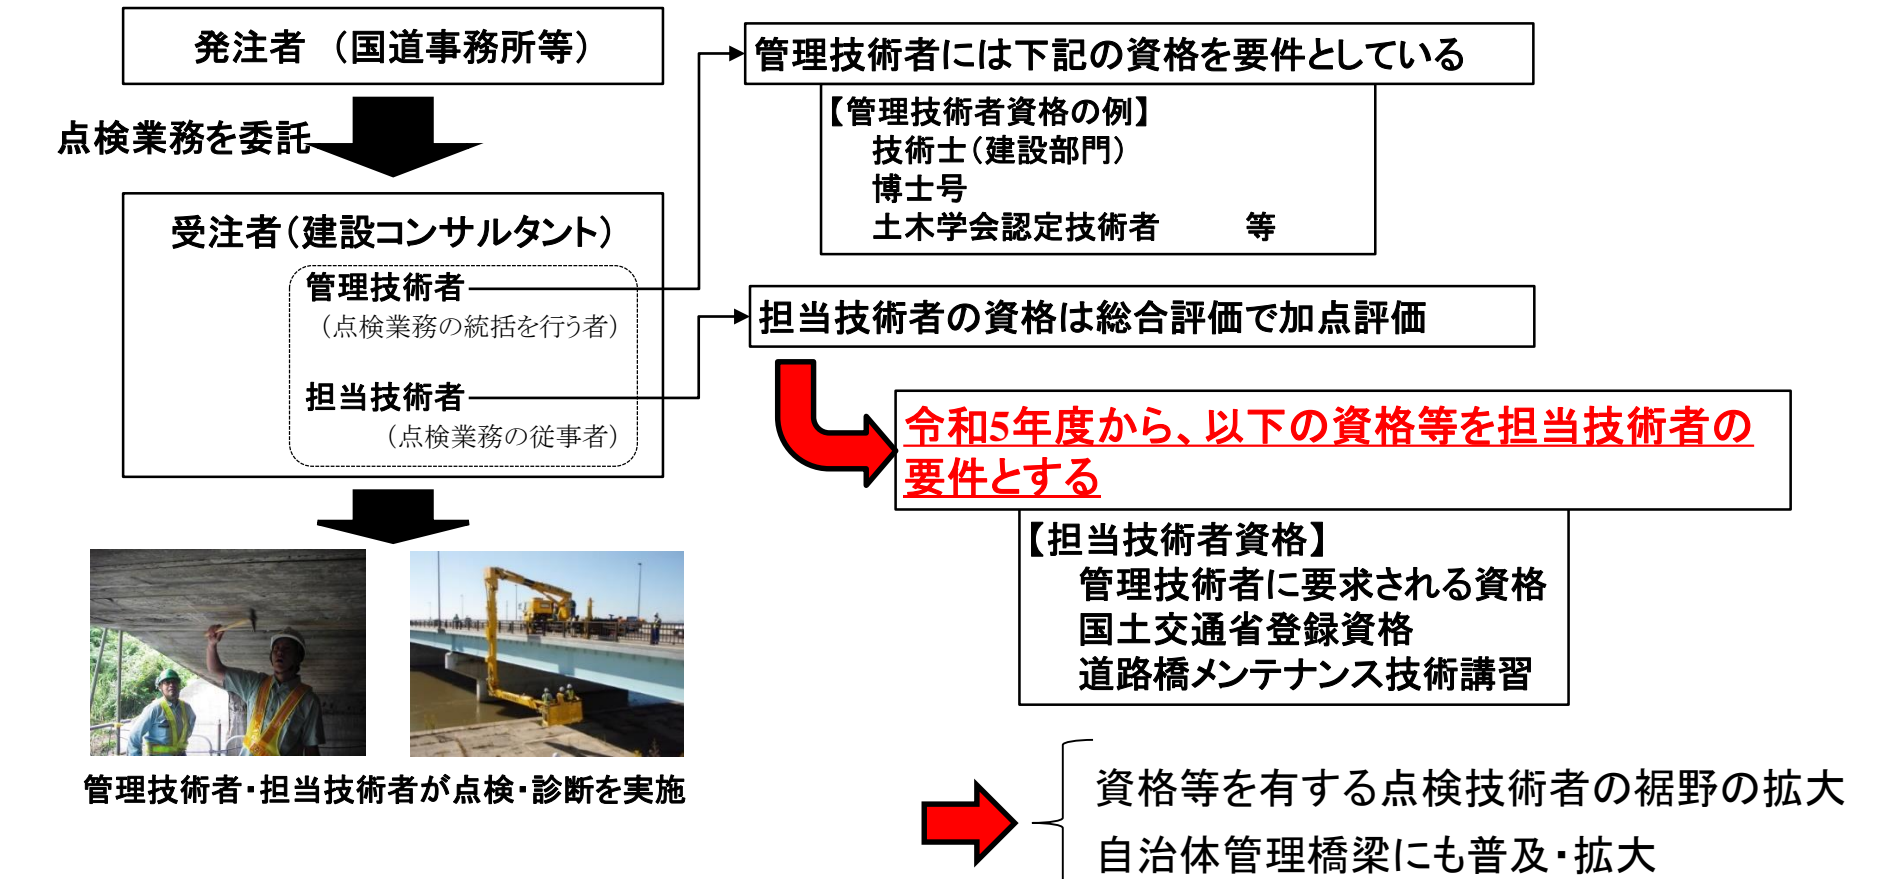 発注者　（国道事務所等）
点検業務を委託
受注者（建設コンサルタント）
管理技術者
（点検業務の統括を行う者）
担当技術者
（点検業務の従事者）
管理技術者・担当技術者が点検・診断を実施
管理技術者には下記の資格を要件としている
【管理技術者資格の例】
技術士（建設部門）
博士号
土木学会認定技術者　　等
担当技術者の資格は総合評価で加点評価
令和5年度から、以下の資格等を担当技術者の
要件とする
【担当技術者資格】
管理技術者に要求される資格
国土交通省登録資格
道路橋メンテナンス技術講習
資格等を有する点検技術者の裾野の拡大
自治体管理橋梁にも普及・拡大